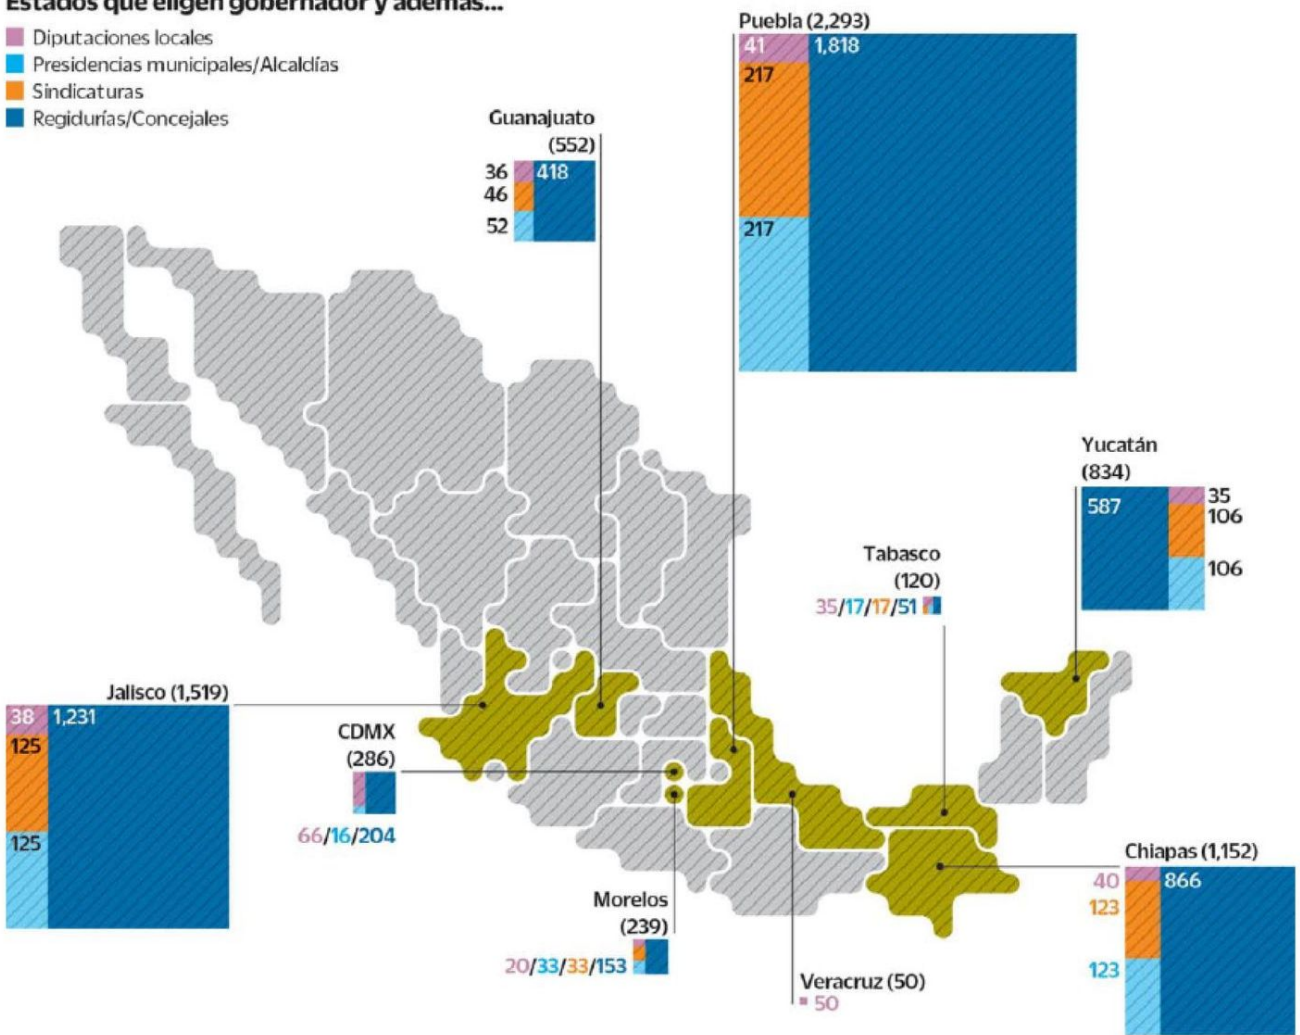 Estados que eligen gobernador y además...
Diputaciones locales
Presidencias municipales/Alcaldías
Sindicaturas
Regidurías/Concejales
Puebla (2,293)
41 1,818
217
217
Guanajuato
(552)
36 418
46
52
Yucatán
(834)
587 35
106
106
Tabasco
(120)
35/17/17/51
Jalisco (1,519)
38 1,231
125
125
CDMX
(286)
66/16/204
Morelos
(239)
20/33/33/153
Veracruz (50)
50
Chiapas (1,152)
40 866
123
123